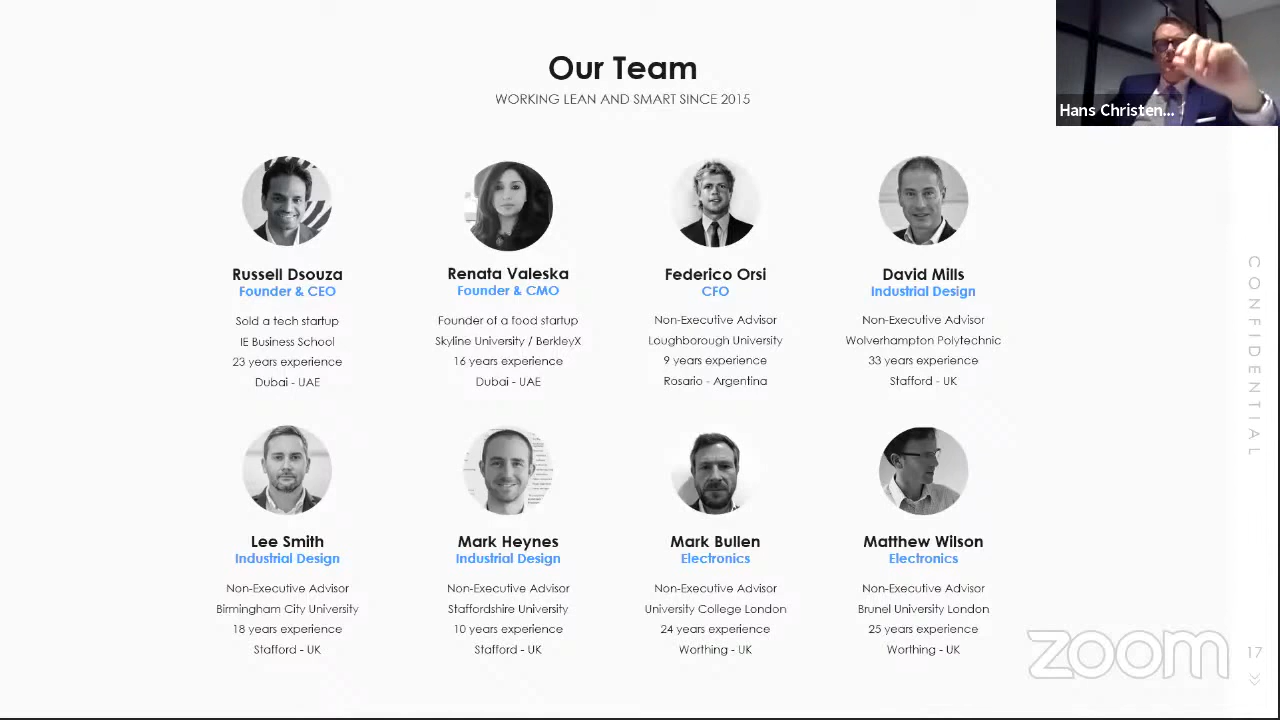 Our Team
WORKING LEAN AND SMART SINCE 2015
Hans Christen...
Russell Dsouza
Founder & CEO
Sold a tech startup
IE Business School
23 years experience
Dubai - UAE
Renata Valeska
Founder & CMO
Founder of a food startup
Skyline University / BerkleyX
16 years experience
Dubai - UAE
Federico Orsi
CFO
Non-Executive Advisor
Loughborough University
9 years experience
Rosario - Argentina
David Mills
Industrial Design
Non-Executive Advisor
Wolverhampton Polytechnic
33 years experience
Stafford - UK
Lee Smith
Industrial Design
Non-Executive Advisor
Birmingham City University
18 years experience
Stafford - UK
Mark Heynes
Industrial Design
Non-Executive Advisor
Staffordshire University
10 years experience
Stafford - UK
Mark Bullen
Electronics
Non-Executive Advisor
University College London
24 years experience
Worthing - UK
Matthew Wilson
Electronics
Non-Executive Advisor
Brunel University London
25 years experience
Worthing - UK
CONFIDENTIAL
zoom
17